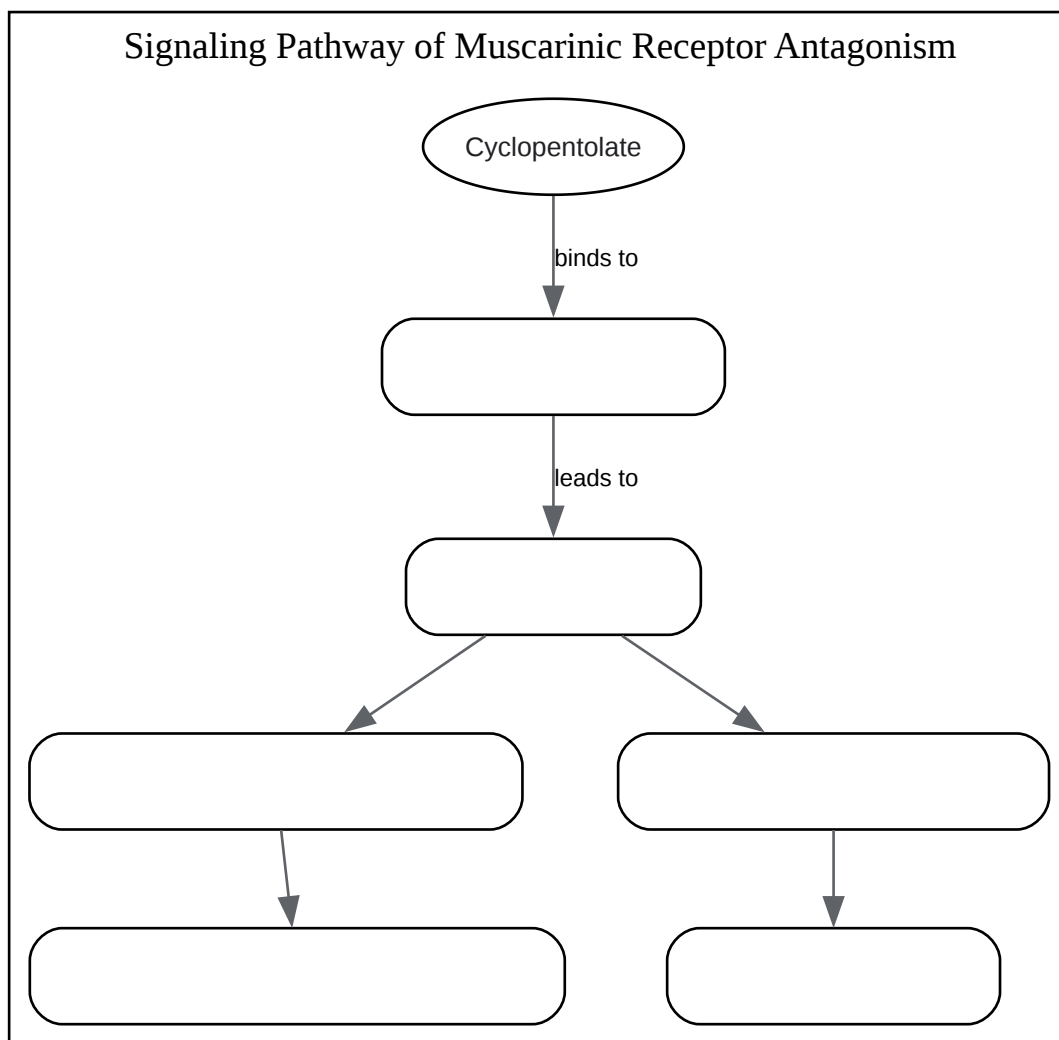 Signaling Pathway of Muscarinic Receptor Antagonism
Cyclopentolate
binds to
leads to